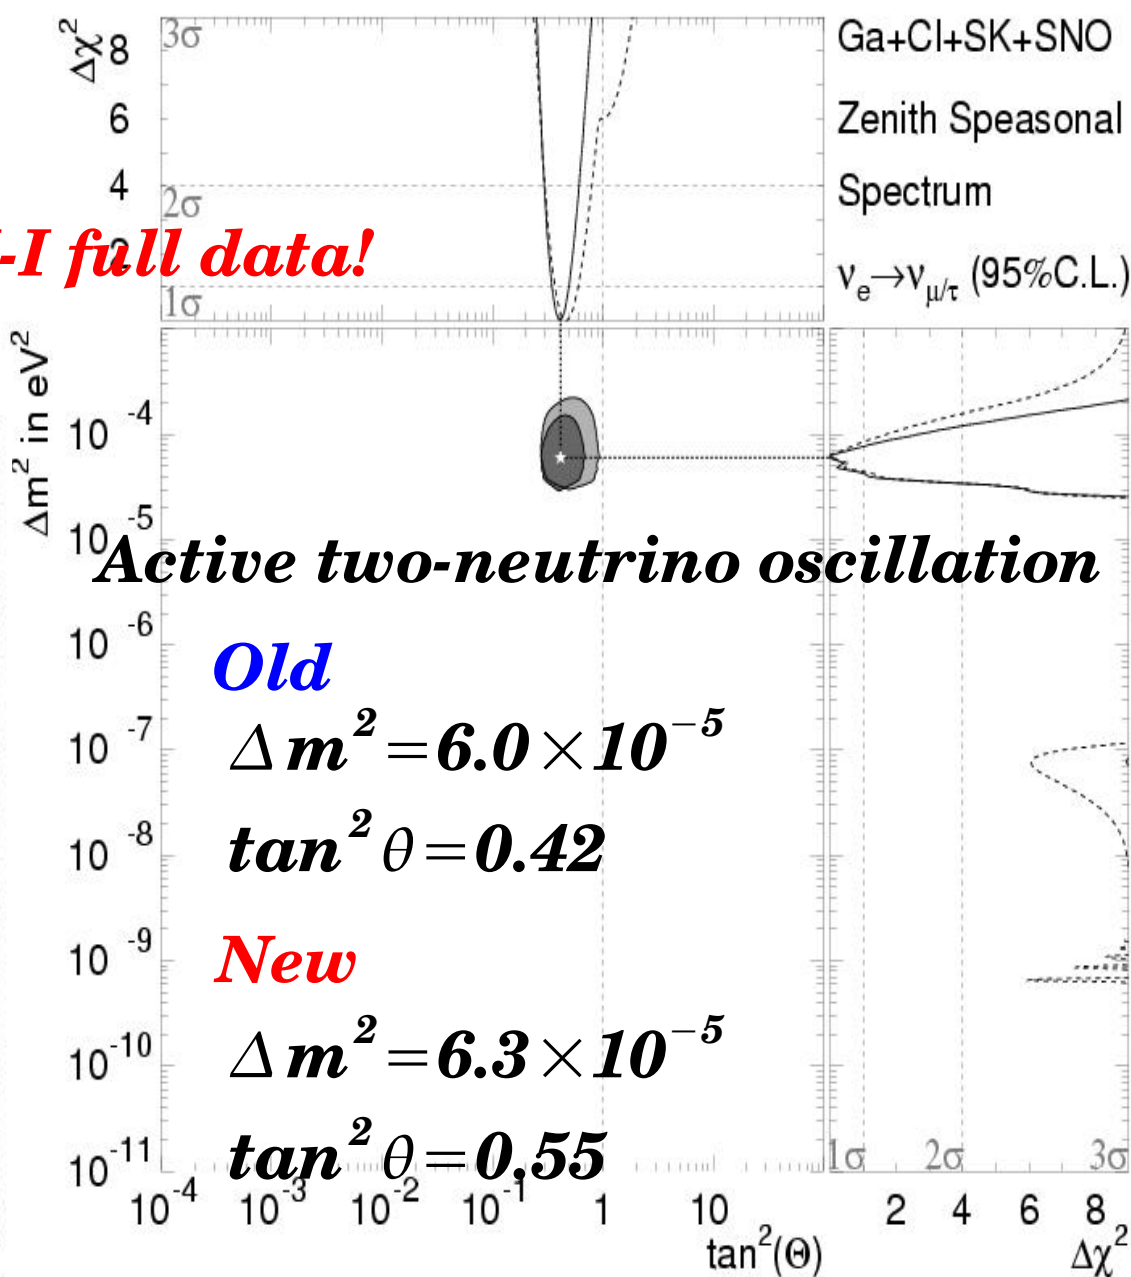 Δχ²
8
6
4
2
3σ
2σ
1σ
Ga+Cl+SK+SNO
Zenith Speasonal
Spectrum
νe→νμ/τ (95%C.L.)
-I full data!
Δm² in eV²
10⁻⁴
10⁻⁵
10⁻⁶
10⁻⁷
10⁻⁸
10⁻⁹
10⁻¹⁰
10⁻¹¹
Active two-neutrino oscillation
Old
Δm²=6.0×10⁻⁵
tan²θ=0.42
New
Δm²=6.3×10⁻⁵
tan²θ=0.55
1σ 2σ 3σ
10⁻⁴ 10⁻³ 10⁻² 10⁻¹ 1 10
2 4 6 8
tan²(Θ)
Δχ²